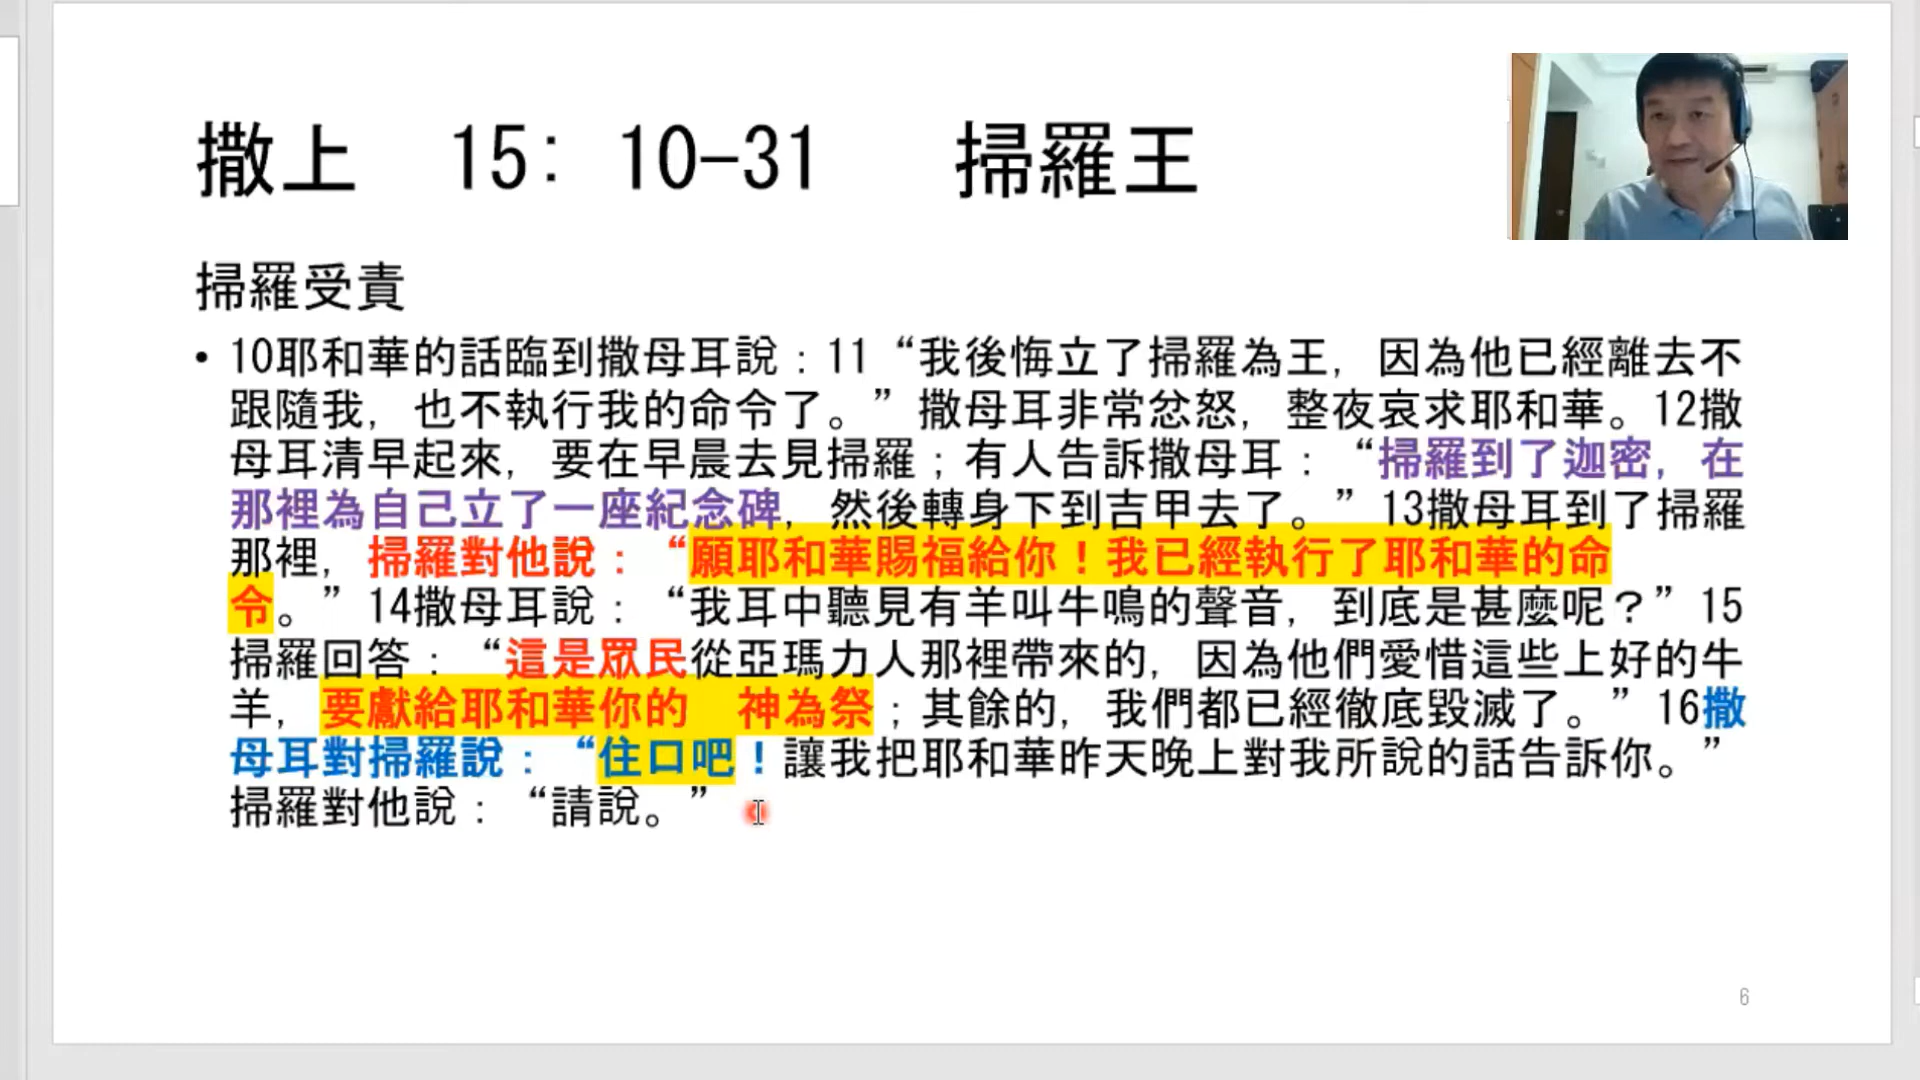 撒上 15: 10-31 掃羅王
掃羅受責
• 10耶和華的話臨到撒母耳說：11“我後悔立了掃羅為王，因為他已經離去不
跟隨我，也不執行我的命令了。”撒母耳非常忿怒，整夜哀求耶和華。12撒
母耳清早起來，要在早晨去見掃羅；有人告訴撒母耳：“掃羅到了迦密，在
那裡為自己立了一座紀念碑，然後轉身下到吉甲去了。”13撒母耳到了掃羅
那裡，掃羅對他說：“願耶和華賜福給你！我已經執行了耶和華的命
令。”14撒母耳說：“我耳中聽見有羊叫牛鳴的聲音，到底是甚麼呢？”15
掃羅回答：“這是眾民從亞瑪力人那裡帶來的，因為他們愛惜這些上好的牛
羊，要獻給耶和華你的 神為祭；其餘的，我們都已經徹底毀滅了。”16撒
母耳對掃羅說：“住口吧！讓我把耶和華昨天晚上對我所說的話告訴你。”
掃羅對他說：“請說。”
6